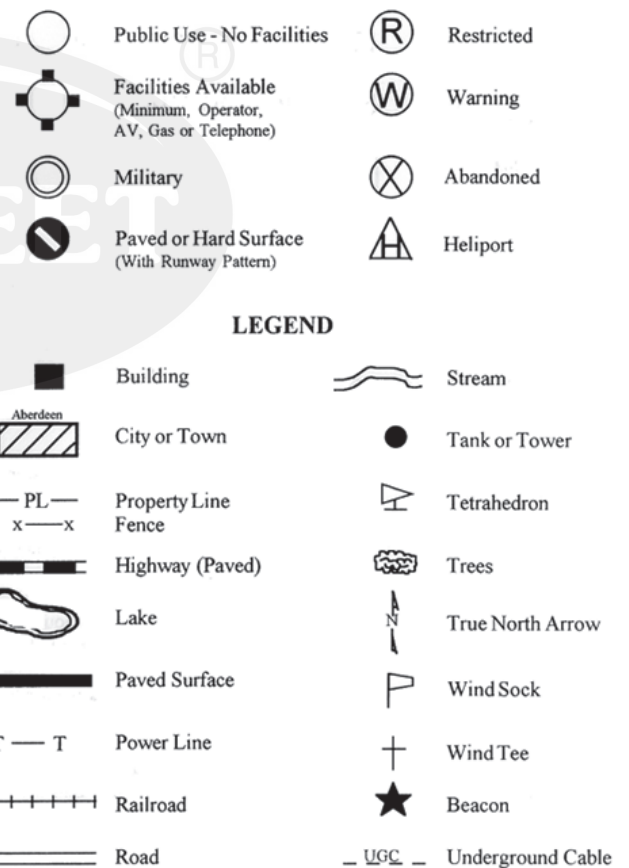 Public Use - No Facilities
R Restricted
Facilities Available
(Minimum, Operator,
AV, Gas or Telephone)
W Warning
Military
Abandoned
Paved or Hard Surface
(With Runway Pattern)
H Heliport
LEGEND
Building
Stream
Aberdeen
City or Town
Tank or Tower
PL Property Line
x x Fence
Tetrahedron
Highway (Paved)
Trees
Lake
N True North Arrow
Paved Surface
Wind Sock
T Power Line
Wind Tee
Railroad
Beacon
Road
UGC Underground Cable